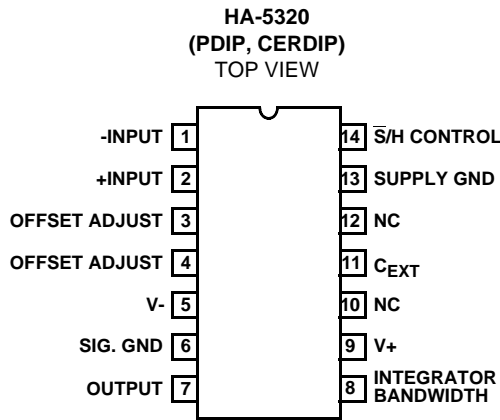 HA-5320
(PDIP, CERDIP)
TOP VIEW
-INPUT 1
+INPUT 2
OFFSET ADJUST 3
OFFSET ADJUST 4
V- 5
SIG. GND 6
OUTPUT 7
14 S̅/H CONTROL
13 SUPPLY GND
12 NC
11 CEXT
10 NC
9 V+
8 INTEGRATOR
BANDWIDTH